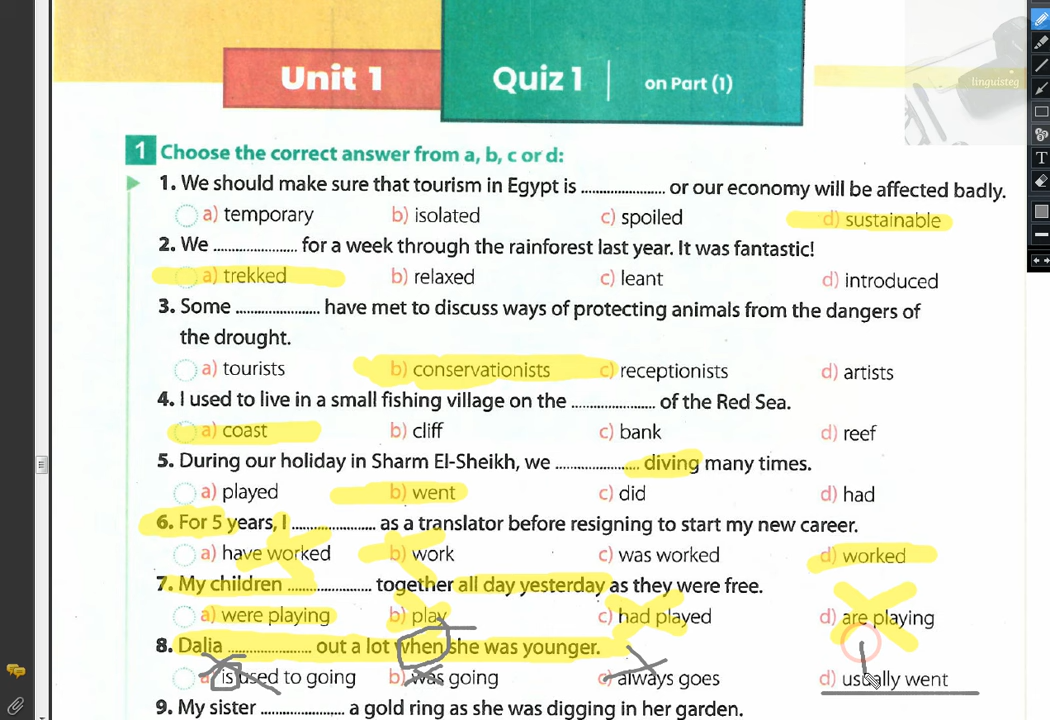 Unit 1
Quiz 1 | on Part (1)
linguisteg
1 Choose the correct answer from a, b, c or d:
1. We should make sure that tourism in Egypt is ...................... or our economy will be affected badly.
a) temporary b) isolated c) spoiled d) sustainable
2. We ...................... for a week through the rainforest last year. It was fantastic!
a) trekked b) relaxed c) leant d) introduced
3. Some ...................... have met to discuss ways of protecting animals from the dangers of
the drought.
a) tourists b) conservationists c) receptionists d) artists
4. I used to live in a small fishing village on the ...................... of the Red Sea.
a) coast b) cliff c) bank d) reef
5. During our holiday in Sharm El-Sheikh, we ...................... diving many times.
a) played b) went c) did d) had
6. For 5 years, I ...................... as a translator before resigning to start my new career.
a) have worked b) work c) was worked d) worked
7. My children ...................... together all day yesterday as they were free.
a) were playing b) play c) had played d) are playing
8. Dalia ...................... out a lot when she was younger.
a) is used to going b) was going c) always goes d) usually went
9. My sister ...................... a gold ring as she was digging in her garden.
T